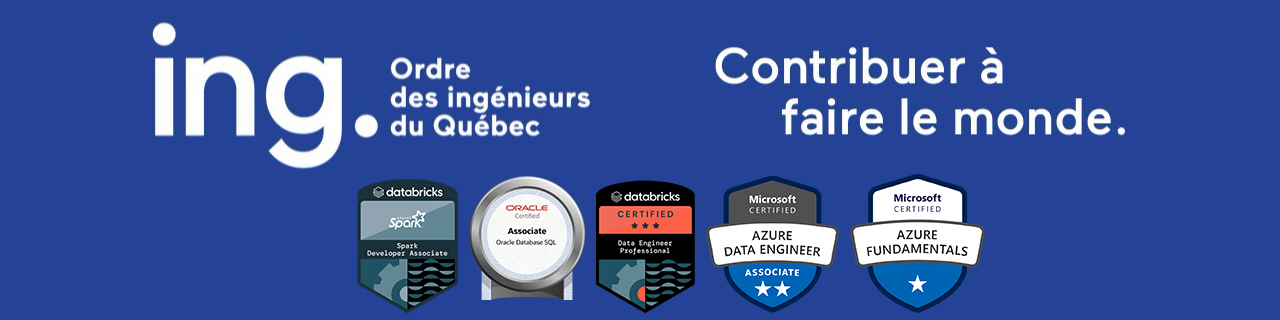 ing.
Ordre
des ingénieurs
du Québec
Contribuer à
faire le monde.
databricks
APACHE
Spark
Spark
Developer Associate
ORACLE
Certified
Associate
Oracle Database SQL
databricks
CERTIFIED
Data Engineer
Professional
Microsoft
CERTIFIED
AZURE
DATA ENGINEER
ASSOCIATE
Microsoft
CERTIFIED
AZURE
FUNDAMENTALS